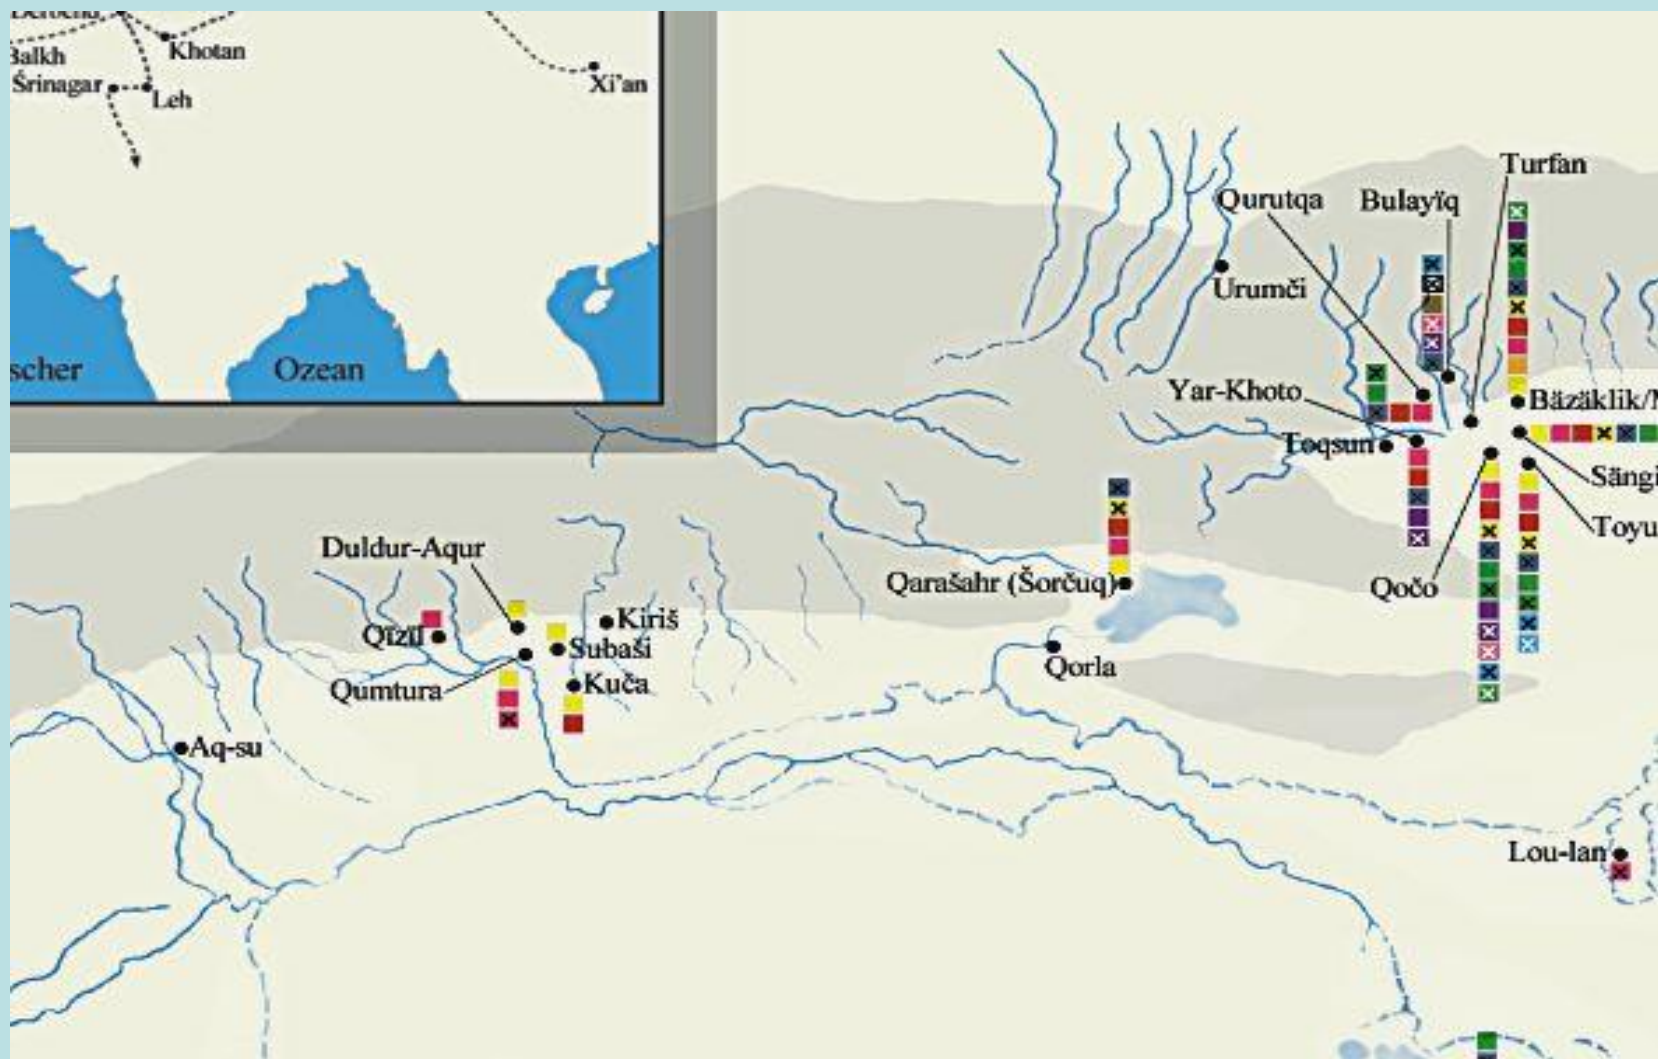 Khotan
Balkh
Śrinagar
Leh
Xi'an
scher
Ozean
Turfan
Qurutqa
Bulayïq
Urumči
Yar-Khoto
Bäzäklik/M
Toqsun
Sängi
Toyu
Duldur-Aqur
Qarašahr (Šorčuq)
Qočo
Kiriš
Qïzïl
Subaši
Qorla
Kuča
Qumtura
Aq-su
Lou-lan